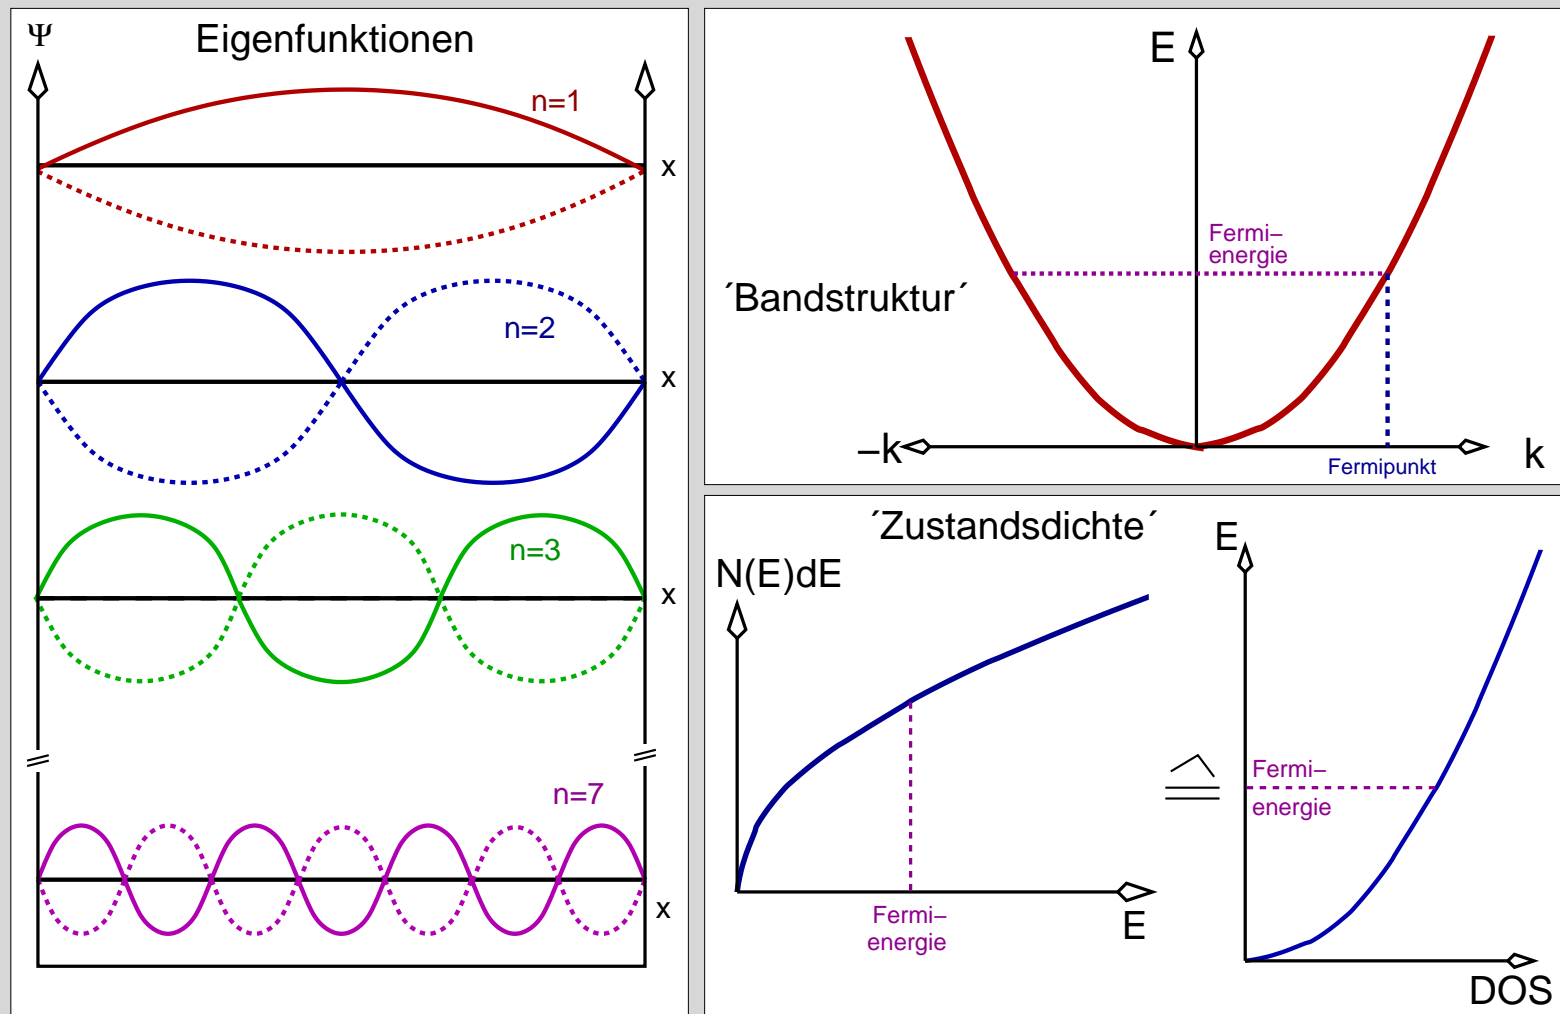 Ψ
Eigenfunktionen
n=1
x
n=2
x
n=3
x
n=7
x
E
Fermi–
energie
´Bandstruktur´
–k
k
Fermipunkt
´Zustandsdichte´
N(E)dE
E
Fermi–
energie
E
Fermi–
energie
DOS